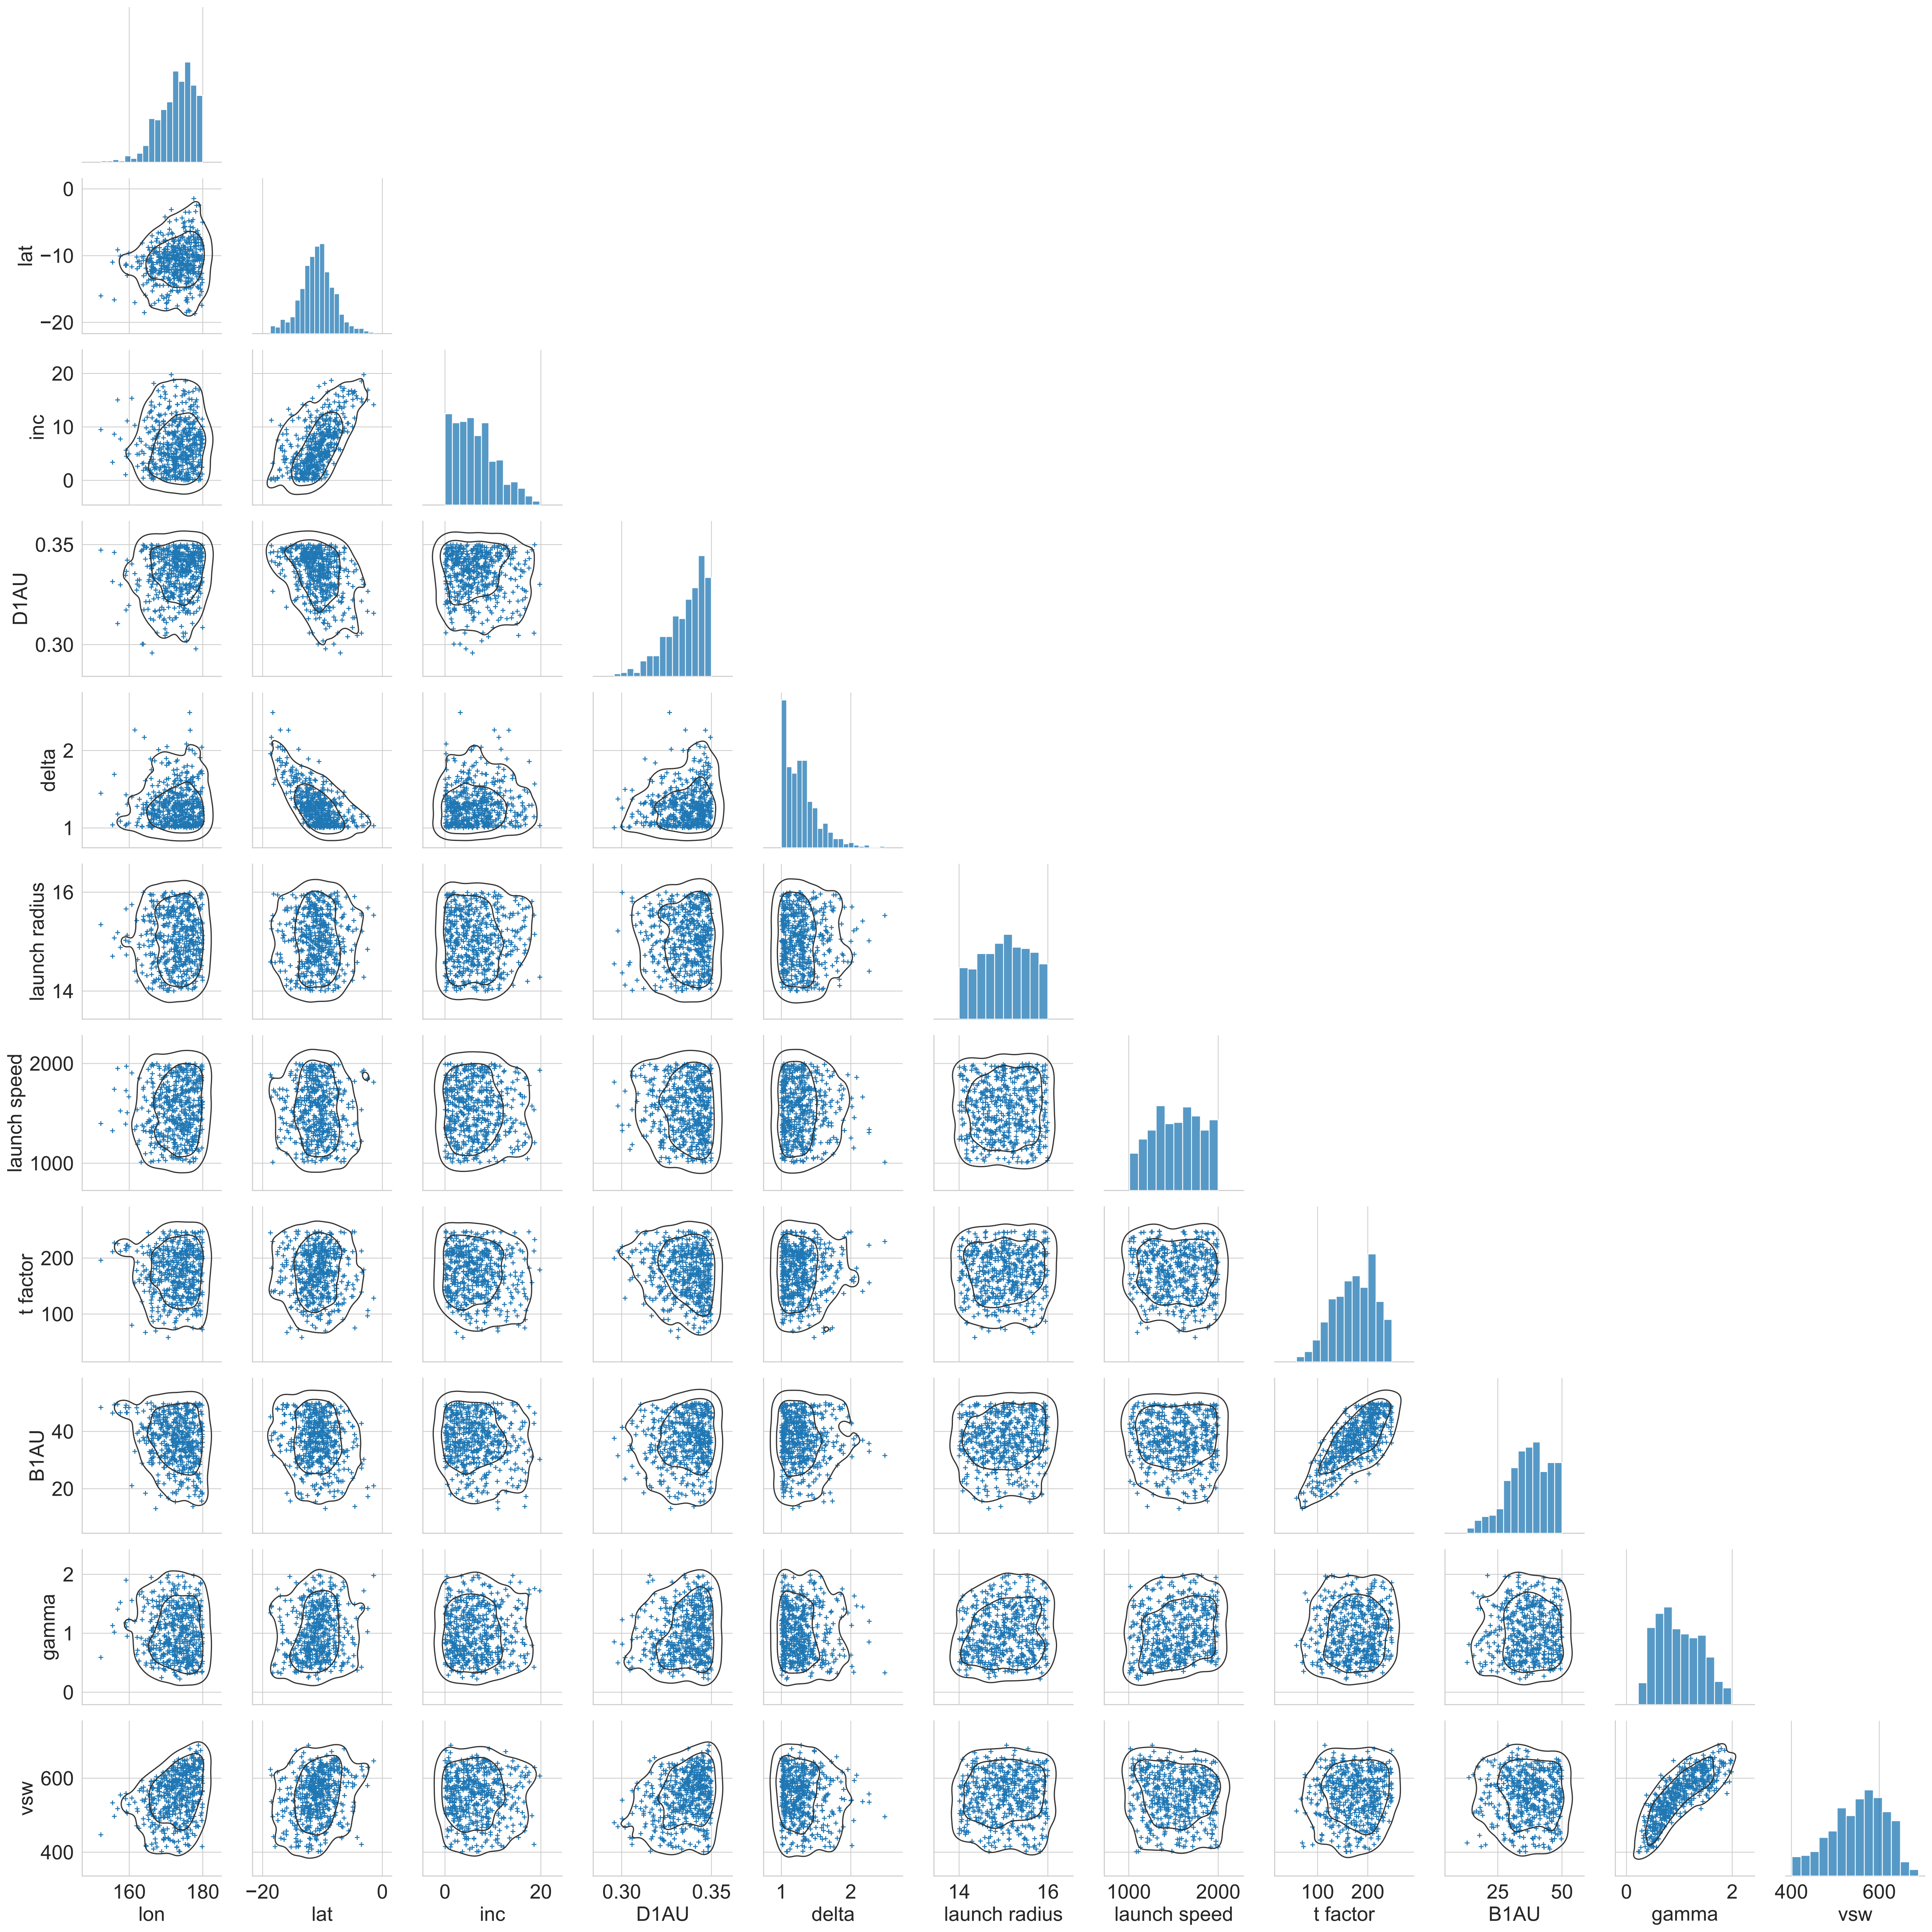 0
lat
−10
−20
20
inc
10
0
0.35
D1AU
0.30
2
delta
1
16
launch radius
14
2000
launch speed
1000
200
t factor
100
40
B1AU
20
2
gamma
1
0
600
vsw
400
160 180 −20 0 0 20 0.30 0.35 1 2 14 16 1000 2000 100 200 25 50 0 2 400 600
lon lat inc D1AU delta launch radius launch speed t factor B1AU gamma vsw